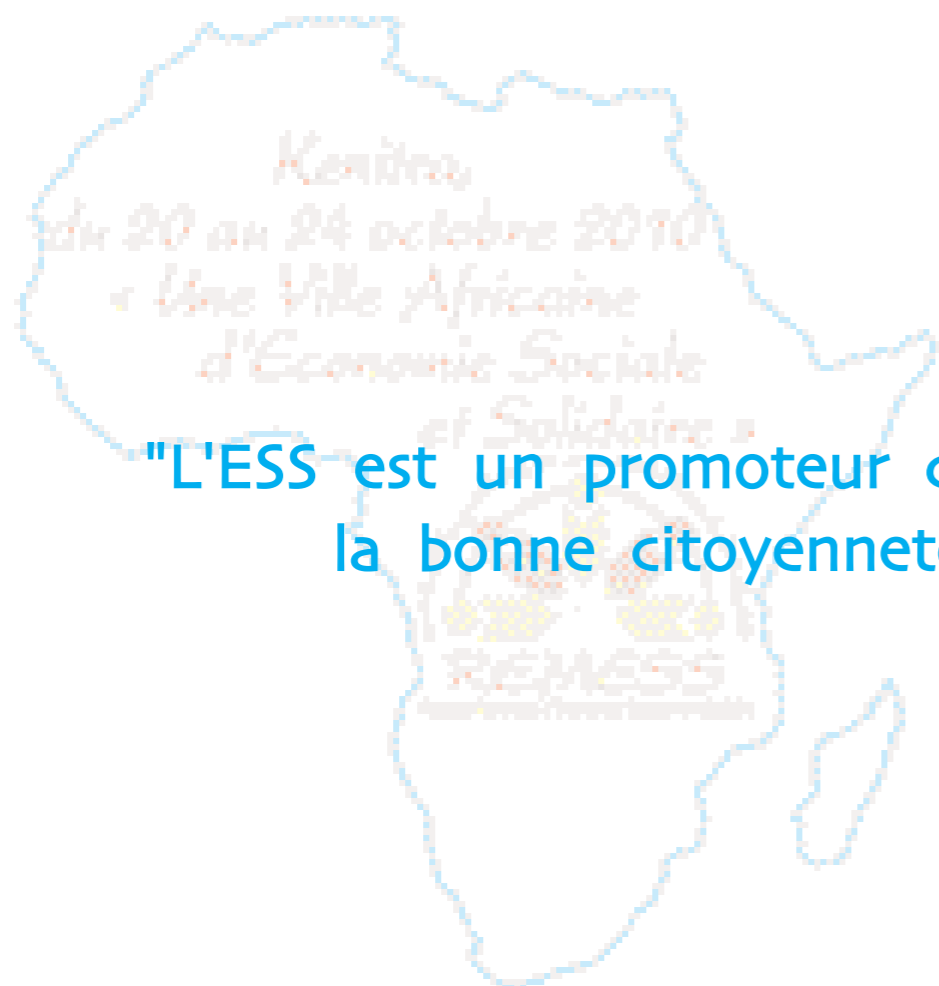 Kenitra,
du 20 au 24 octobre 2010
« Une Ville Africaine
d'Economie Sociale
et Solidaire »
"L'ESS est un promoteur
la bonne citoyenneté
REMESS